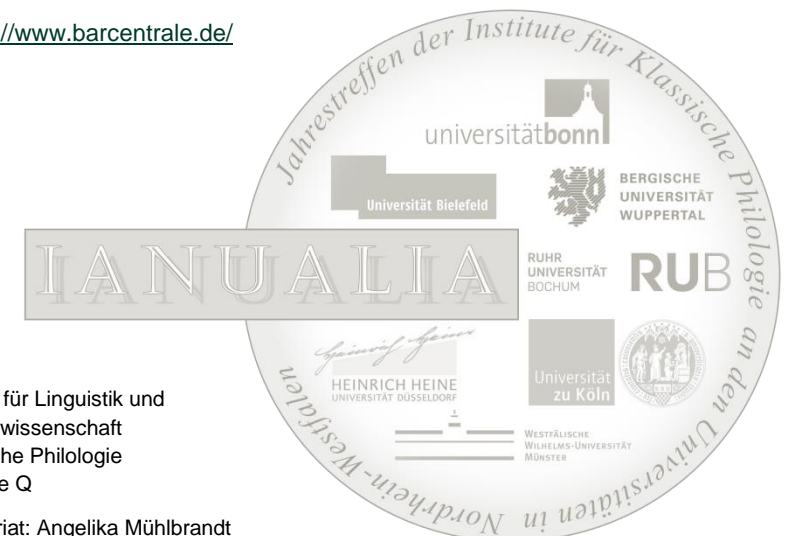 //www.barcentrale.de/
Jahrestreffen der Institute für Klassische Philologie an den Universitäten in Nordrhein-Westfalen
universitätbonn
Universität Bielefeld
BERGISCHE
UNIVERSITÄT
WUPPERTAL
IANUALIA
RUHR
UNIVERSITÄT
BOCHUM
RUB
Heinrich Heine
HEINRICH HEINE
UNIVERSITÄT DÜSSELDORF
Universität
zu Köln
WESTFÄLISCHE
WILHELMS-UNIVERSITÄT
MÜNSTER
für Linguistik und
wissenschaft
he Philologie
e Q
riat: Angelika Mühlbrandt